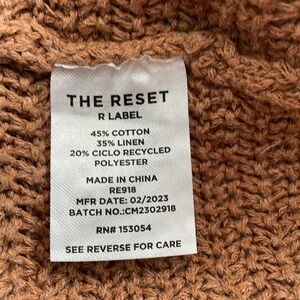 THE RESET
R LABEL
45% COTTON
35% LINEN
20% CICLO RECYCLED
POLYESTER
MADE IN CHINA
RE918
MFR DATE: 02/2023
BATCH NO.:CM2302918
RN# 153054
SEE REVERSE FOR CARE